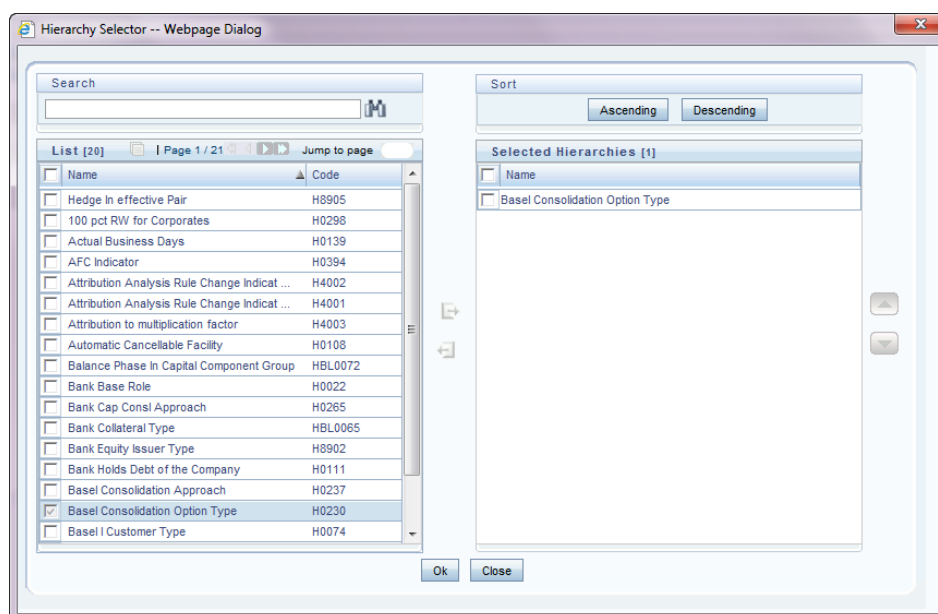 Hierarchy Selector -- Webpage Dialog
Search
List [20] | Page 1 / 21 Jump to page
Name Code
Hedge In effective Pair H8905
100 pct RW for Corporates H0298
Actual Business Days H0139
AFC Indicator H0394
Attribution Analysis Rule Change Indicat ... H4002
Attribution Analysis Rule Change Indicat ... H4001
Attribution to multiplication factor H4003
Automatic Cancellable Facility H0108
Balance Phase In Capital Component Group HBL0072
Bank Base Role H0022
Bank Cap Consl Approach H0265
Bank Collateral Type HBL0065
Bank Equity Issuer Type H8902
Bank Holds Debt of the Company H0111
Basel Consolidation Approach H0237
Basel Consolidation Option Type H0230
Basel I Customer Type H0074
Sort
Ascending Descending
Selected Hierarchies [1]
Name
Basel Consolidation Option Type
Ok Close